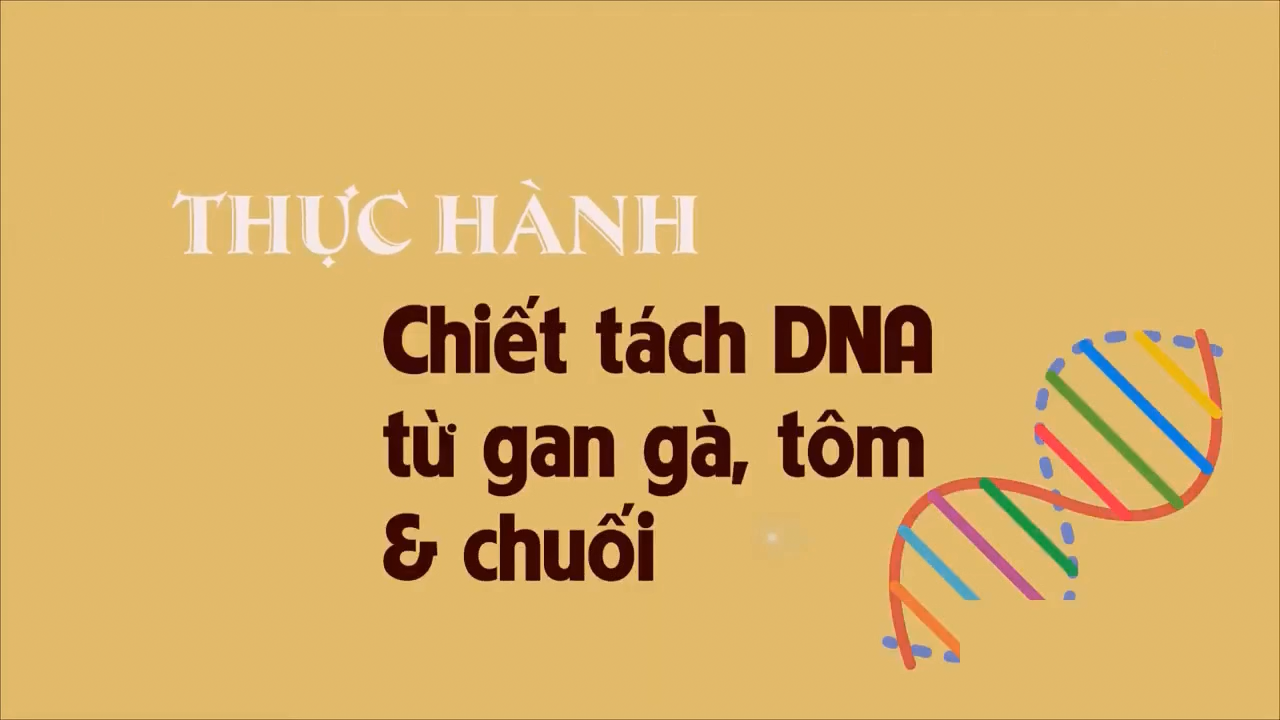 THỰC HÀNH
Chiết tách DNA
từ gan gà, tôm
& chuối